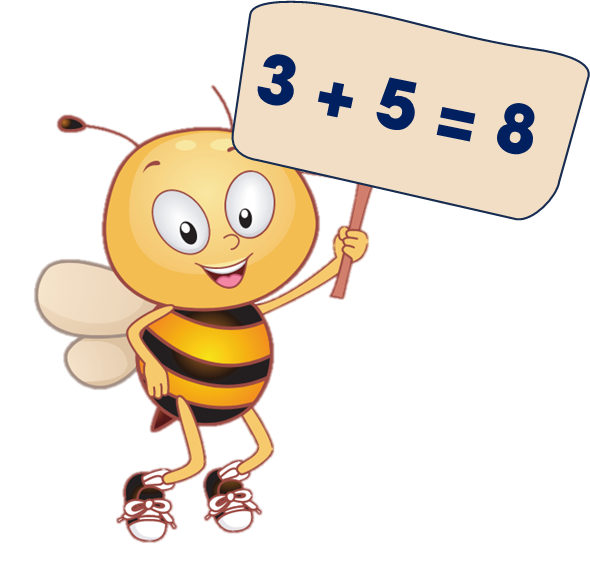 3 + 5 = 8